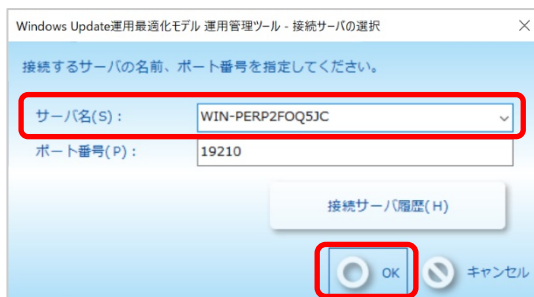 Windows Update運用最適化モデル 運用管理ツール - 接続サーバの選択
接続するサーバの名前、ポート番号を指定してください。
サーバ名(S)： WIN-PERP2FOQ5JC
ポート番号(P)： 19210
接続サーバ履歴(H)
OK キャンセル